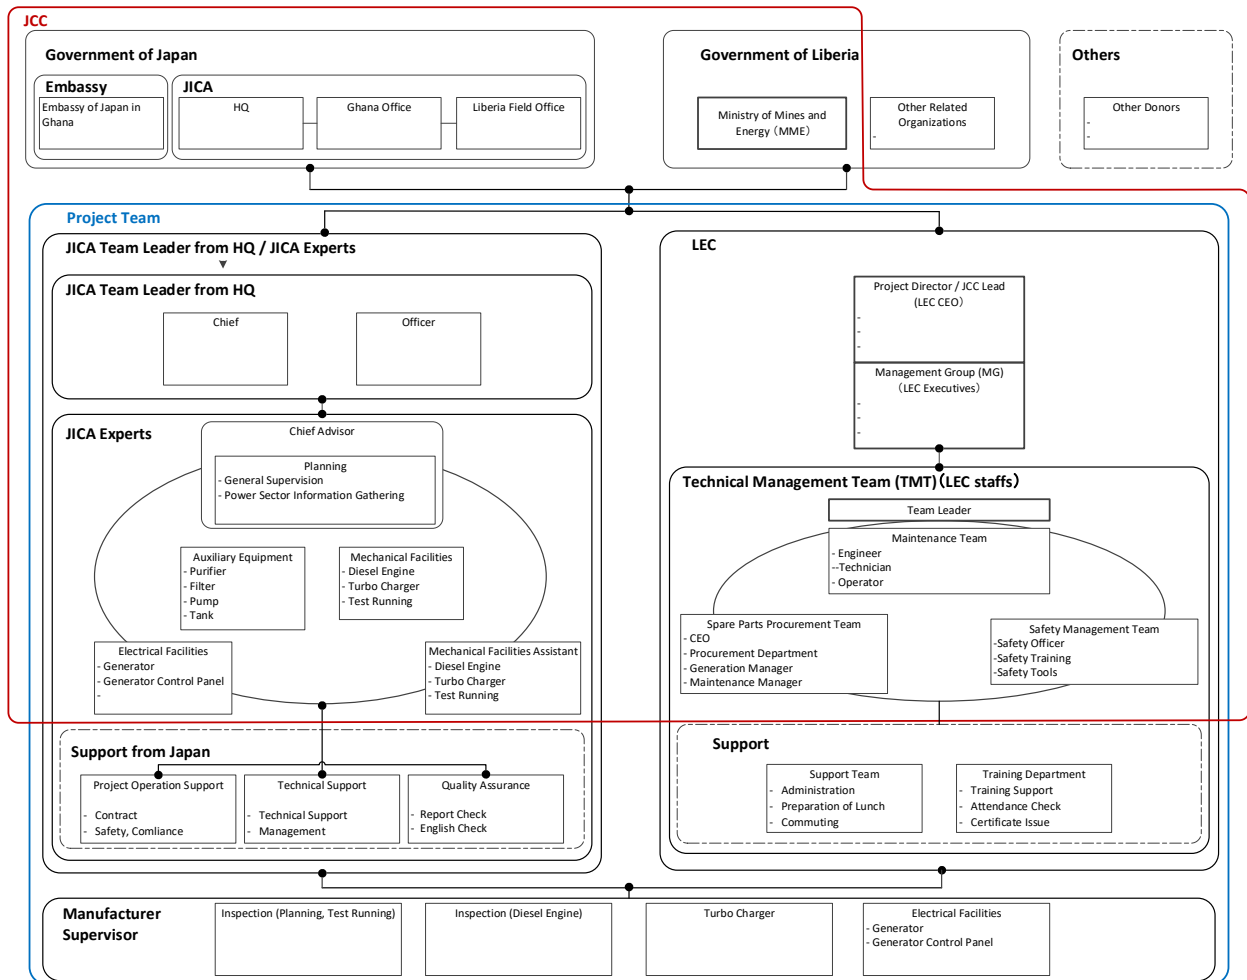 JCC
Government of Japan
Embassy
Embassy of Japan in
Ghana
JICA
HQ
Ghana Office
Liberia Field Office
Government of Liberia
Ministry of Mines and
Energy (MME)
Other Related
Organizations
-
Others
Other Donors
-
-
Project Team
JICA Team Leader from HQ / JICA Experts
JICA Team Leader from HQ
Chief
Officer
JICA Experts
Chief Advisor
Planning
- General Supervision
- Power Sector Information Gathering
Auxiliary Equipment
- Purifier
- Filter
- Pump
- Tank
Mechanical Facilities
- Diesel Engine
- Turbo Charger
- Test Running
Electrical Facilities
- Generator
- Generator Control Panel
-
Mechanical Facilities Assistant
- Diesel Engine
- Turbo Charger
- Test Running
Support from Japan
Project Operation Support
- Contract
- Safety, Comliance
Technical Support
- Technical Support
- Management
Quality Assurance
- Report Check
- English Check
LEC
Project Director / JCC Lead
(LEC CEO)
-
-
-
Management Group (MG)
(LEC Executives)
-
-
-
Technical Management Team (TMT)(LEC staffs)
Team Leader
Maintenance Team
- Engineer
--Technician
- Operator
Spare Parts Procurement Team
- CEO
- Procurement Department
- Generation Manager
- Maintenance Manager
Safety Management Team
-Safety Officer
-Safety Training
-Safety Tools
Support
Support Team
- Administration
- Preparation of Lunch
- Commuting
Training Department
- Training Support
- Attendance Check
- Certificate Issue
Manufacturer
Supervisor
Inspection (Planning, Test Running)
Inspection (Diesel Engine)
Turbo Charger
Electrical Facilities
- Generator
- Generator Control Panel